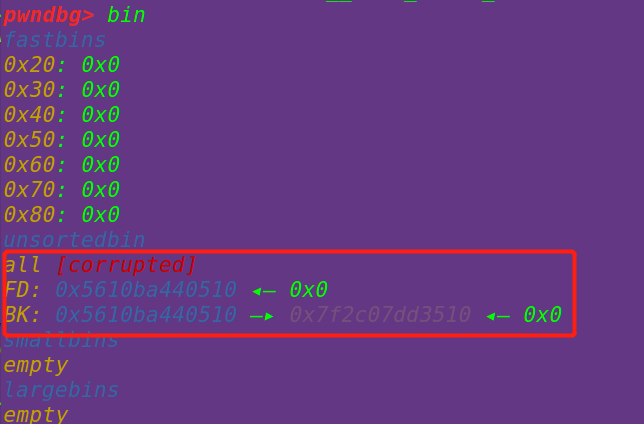 pwndbg> bin
fastbins
0x20: 0x0
0x30: 0x0
0x40: 0x0
0x50: 0x0
0x60: 0x0
0x70: 0x0
0x80: 0x0
unsortedbin
all [corrupted]
FD: 0x5610ba440510 ◂— 0x0
BK: 0x5610ba440510 —▸ 0x7f2c07dd3510 ◂— 0x0
smallbins
empty
largebins
empty